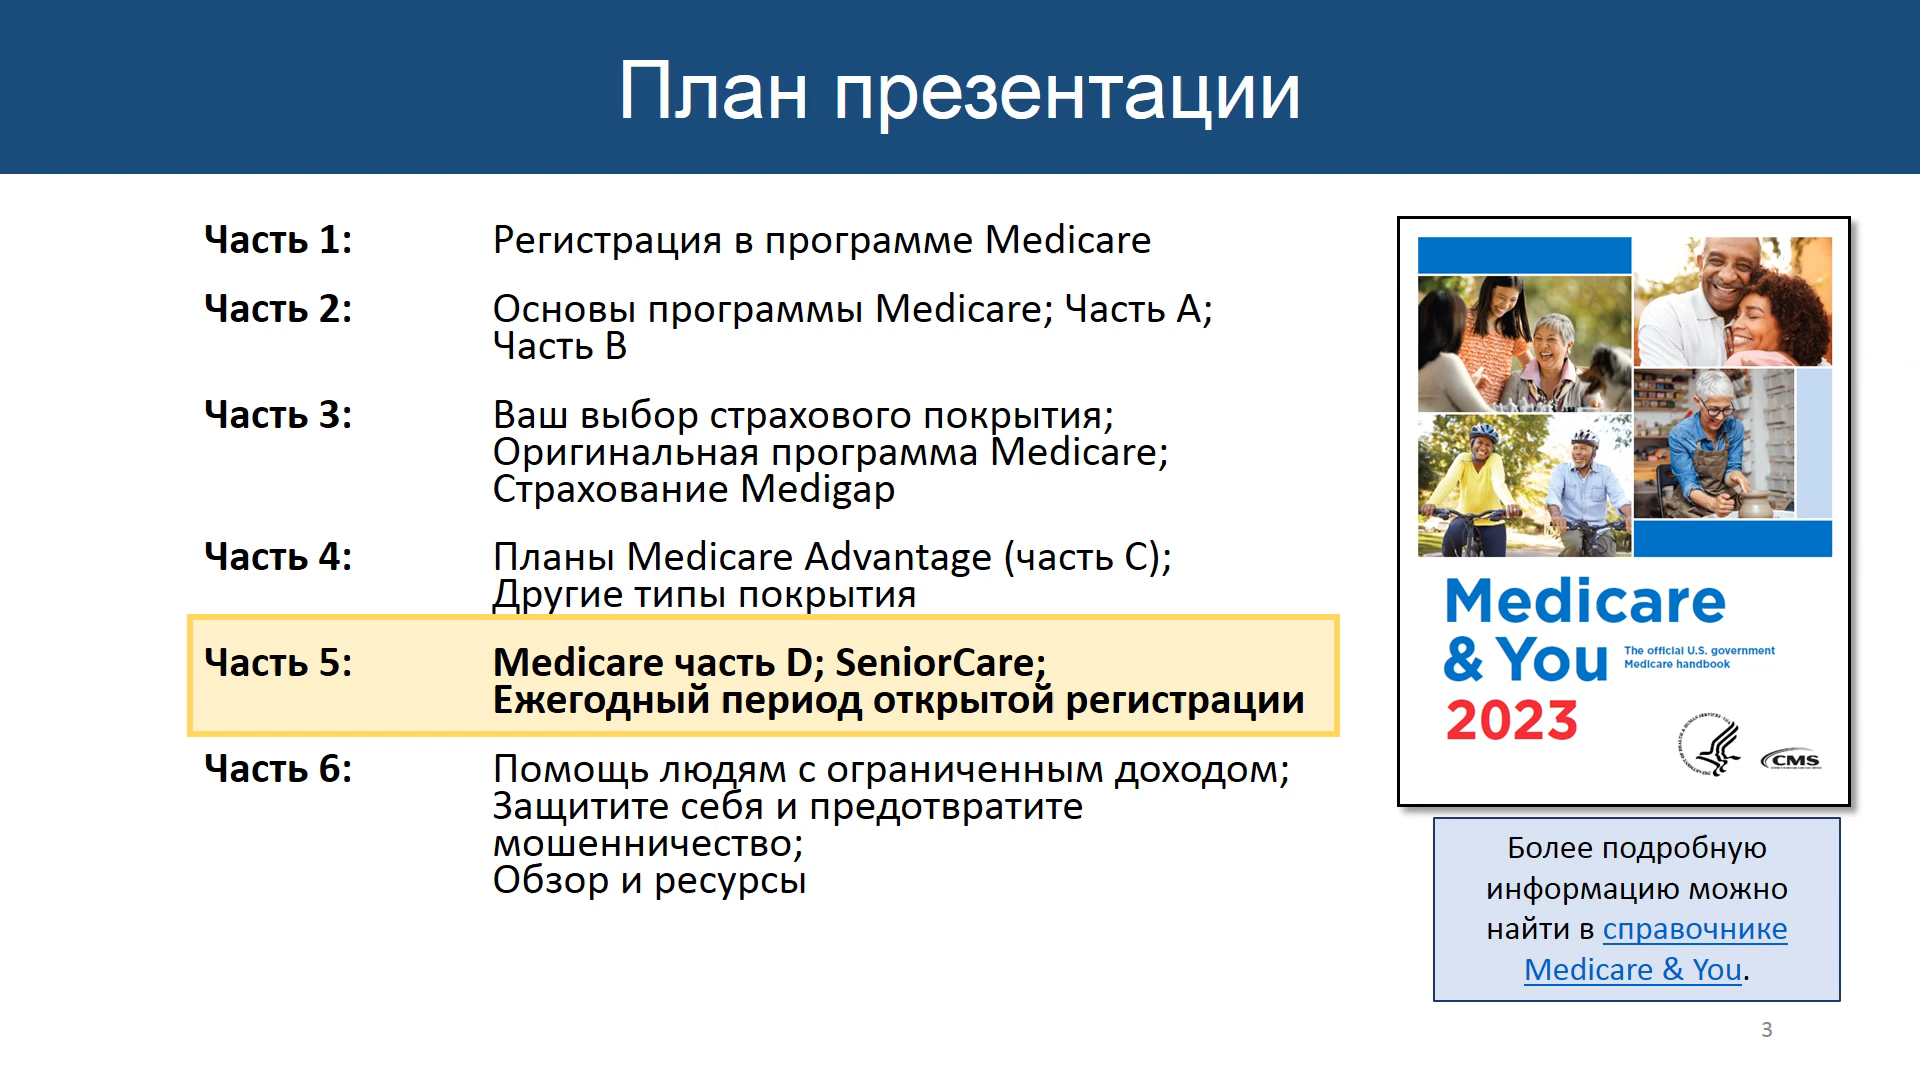 План презентации
Часть 1: Регистрация в программе Medicare
Часть 2: Основы программы Medicare; Часть A;
Часть B
Часть 3: Ваш выбор страхового покрытия;
Оригинальная программа Medicare;
Страхование Medigap
Часть 4: Планы Medicare Advantage (часть C);
Другие типы покрытия
Часть 5: Medicare часть D; SeniorCare;
Ежегодный период открытой регистрации
Часть 6: Помощь людям с ограниченным доходом;
Защитите себя и предотвратите
мошенничество;
Обзор и ресурсы
Medicare
& You
The official U.S. government
Medicare handbook
2023
CMS
Более подробную
информацию можно
найти в справочнике
Medicare & You.
3